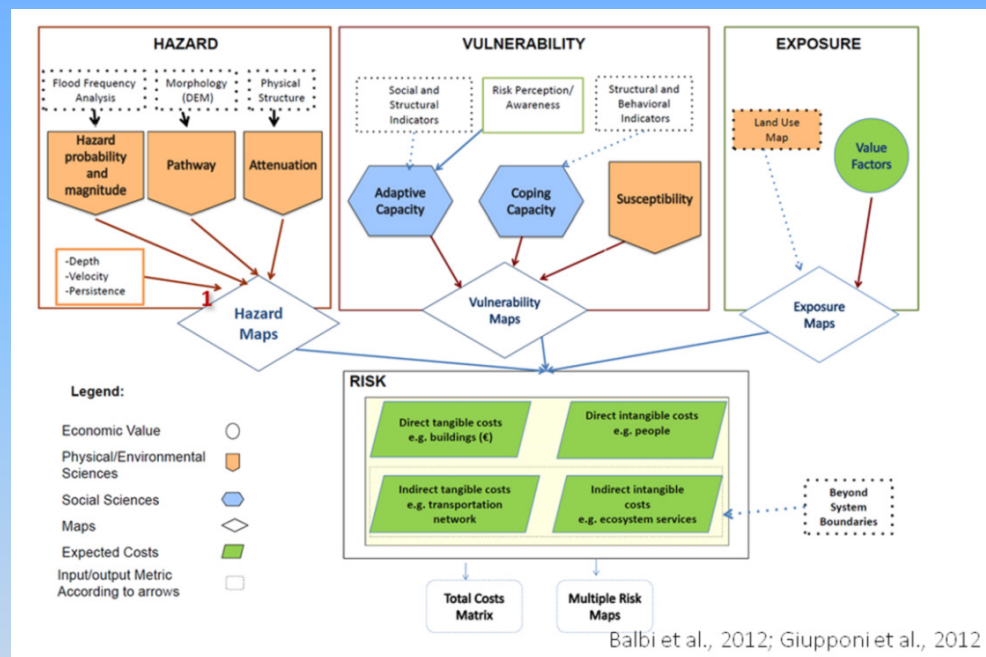 HAZARD
Flood Frequency
Analysis
Morphology
(DEM)
Physical
Structure
Hazard
probability
and
magnitude
Pathway
Attenuation
-Depth
-Velocity
-Persistence
1
Hazard
Maps
VULNERABILITY
Social and
Structural
Indicators
Risk Perception/
Awareness
Structural and
Behavioral
Indicators
Adaptive
Capacity
Coping
Capacity
Susceptibility
Vulnerability
Maps
EXPOSURE
Land Use
Map
Value
Factors
Exposure
Maps
RISK
Direct tangible costs
e.g. buildings (€)
Direct intangible costs
e.g. people
Indirect tangible costs
e.g. transportation
network
Indirect intangible
costs
e.g. ecosystem services
Beyond
System
Boundaries
Total Costs
Matrix
Multiple Risk
Maps
Legend:
Economic Value
Physical/Environmental
Sciences
Social Sciences
Maps
Expected Costs
Input/output Metric
According to arrows
Balbi et al., 2012; Giupponi et al., 2012